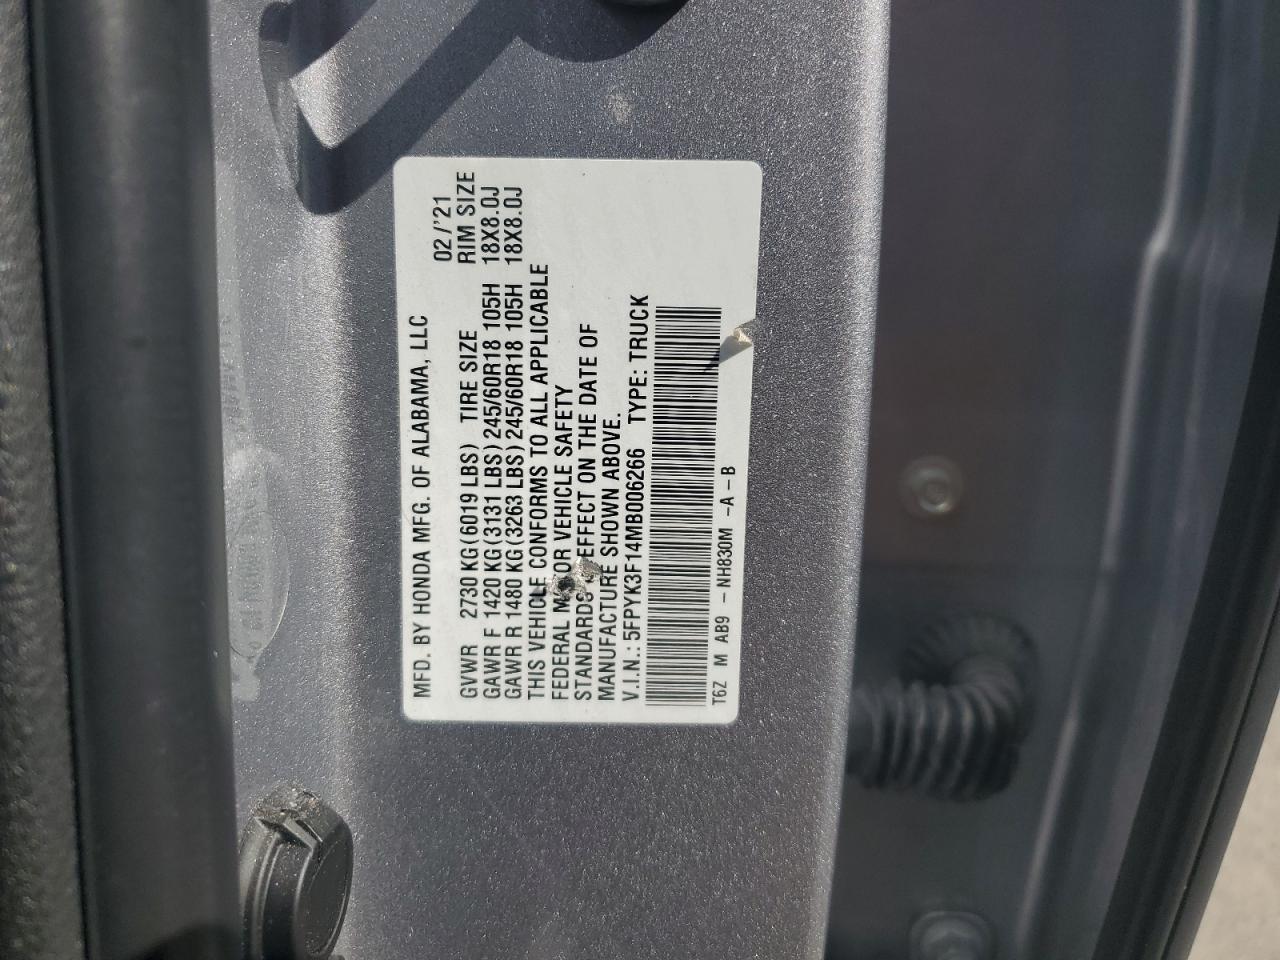 MFD. BY HONDA MFG. OF ALABAMA, LLC 02/'21
GVWR 2730 KG(6019 LBS) TIRE SIZE RIM SIZE
GAWR F 1420 KG(3131 LBS) 245/60R18 105H 18X8.0J
GAWR R 1480 KG(3263 LBS) 245/60R18 105H 18X8.0J
THIS VEHICLE CONFORMS TO ALL APPLICABLE
FEDERAL MOTOR VEHICLE SAFETY
STANDARDS EFFECT ON THE DATE OF
MANUFACTURE SHOWN ABOVE.
V.I.N.: 5FPYK3F14MB006266 TYPE: TRUCK
T6Z M AB9 -NH830M -A-B